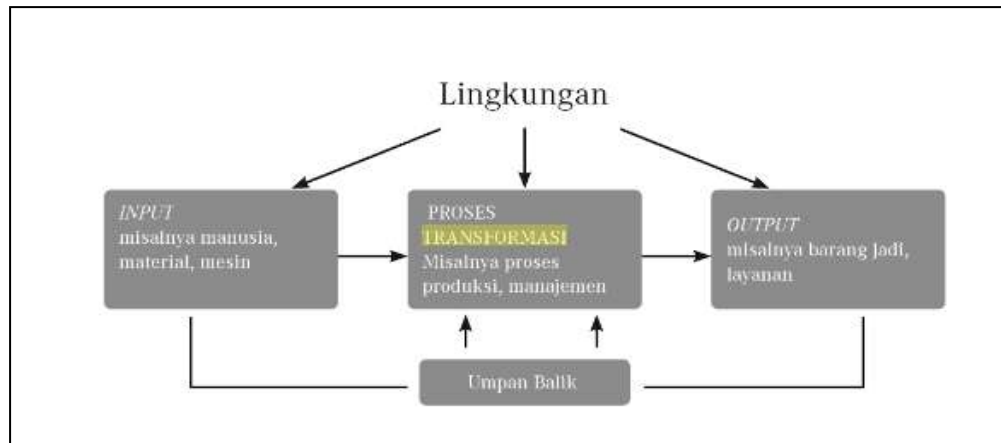 Lingkungan
INPUT
misalnya manusia,
material, mesin
PROSES
TRANSFORMASI
Misalnya proses
produksi, manajemen
OUTPUT
misalnya barang jadi,
layanan
Umpan Balik